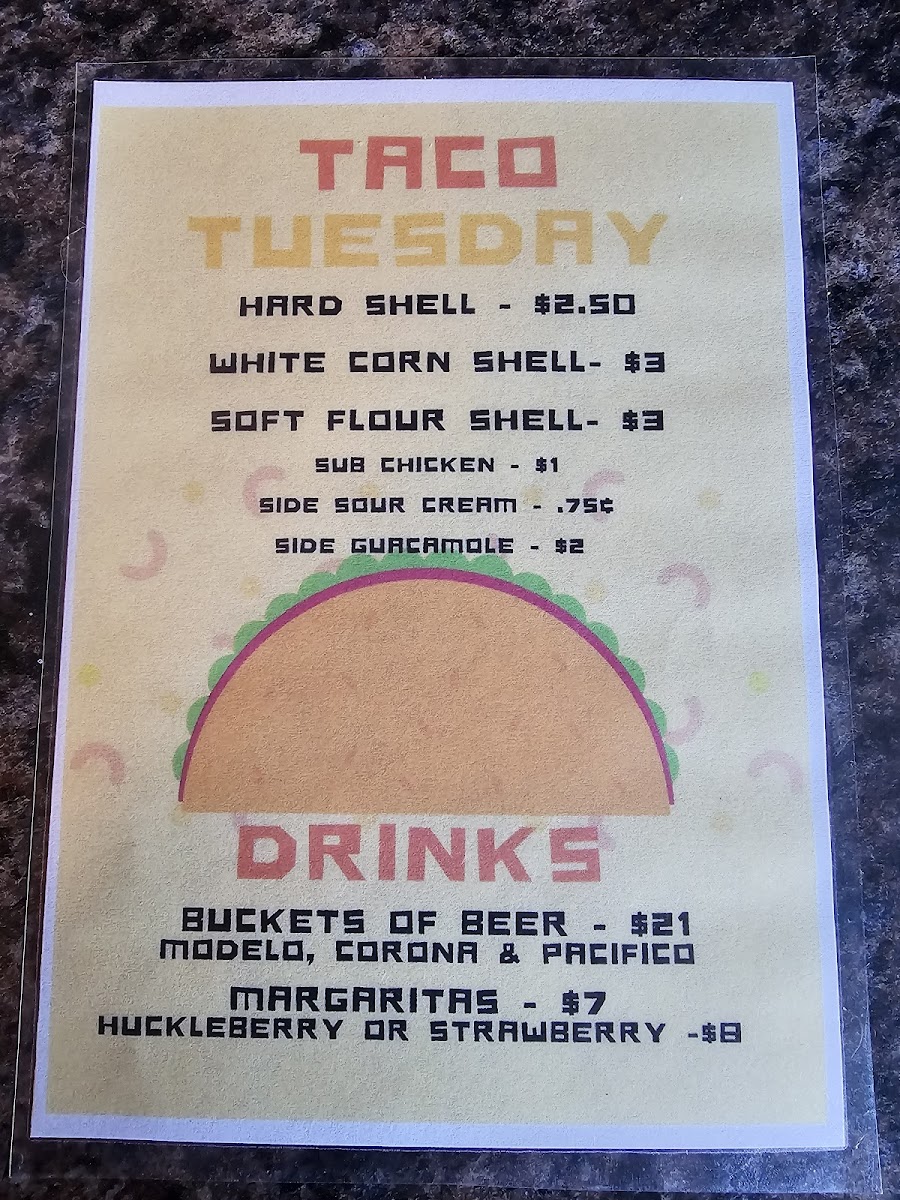 TACO
TUESDAY
HARD SHELL - $2.50
WHITE CORN SHELL- $3
SOFT FLOUR SHELL- $3
SUB CHICKEN - $1
SIDE SOUR CREAM - .75¢
SIDE GUACAMOLE - $2
DRINKS
BUCKETS OF BEER - $21
MODELO, CORONA & PACIFICO
MARGARITAS - $7
HUCKLEBERRY OR STRAWBERRY -$8